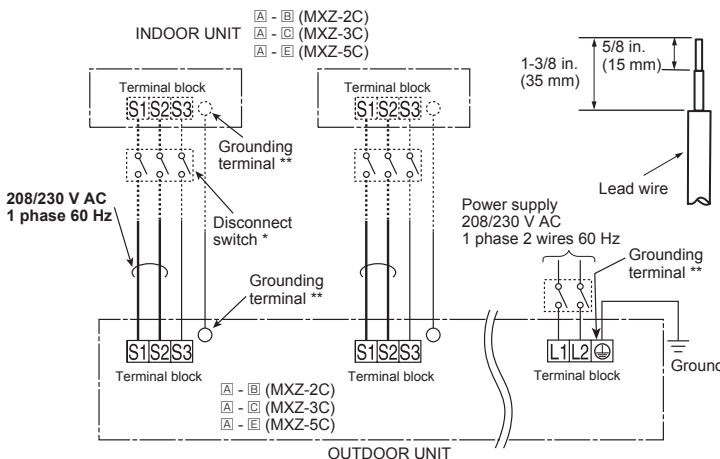 INDOOR UNIT
A - B (MXZ-2C)
A - C (MXZ-3C)
A - E (MXZ-5C)
Terminal block
S1 S2 S3
Terminal block
S1 S2 S3
Grounding
terminal **
Disconnect
switch *
208/230 V AC
1 phase 60 Hz
Grounding
terminal **
5/8 in.
(15 mm)
1-3/8 in.
(35 mm)
Lead wire
Power supply
208/230 V AC
1 phase 2 wires 60 Hz
Grounding
terminal **
Ground
S1 S2 S3
Terminal block
S1 S2 S3
Terminal block
L1 L2
Terminal block
A - B (MXZ-2C)
A - C (MXZ-3C)
A - E (MXZ-5C)
OUTDOOR UNIT